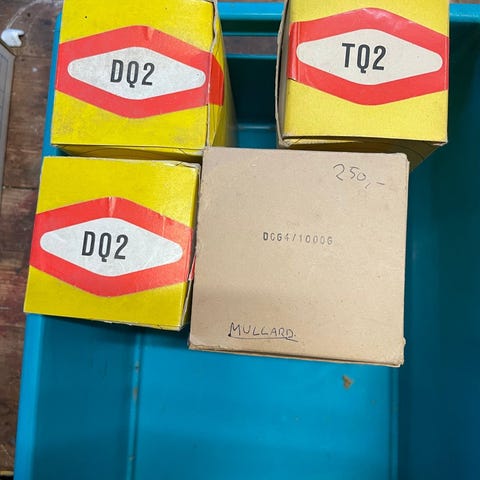 DQ2
TQ2
DQ2
250,-
DCG4/1000G
MULLARD.